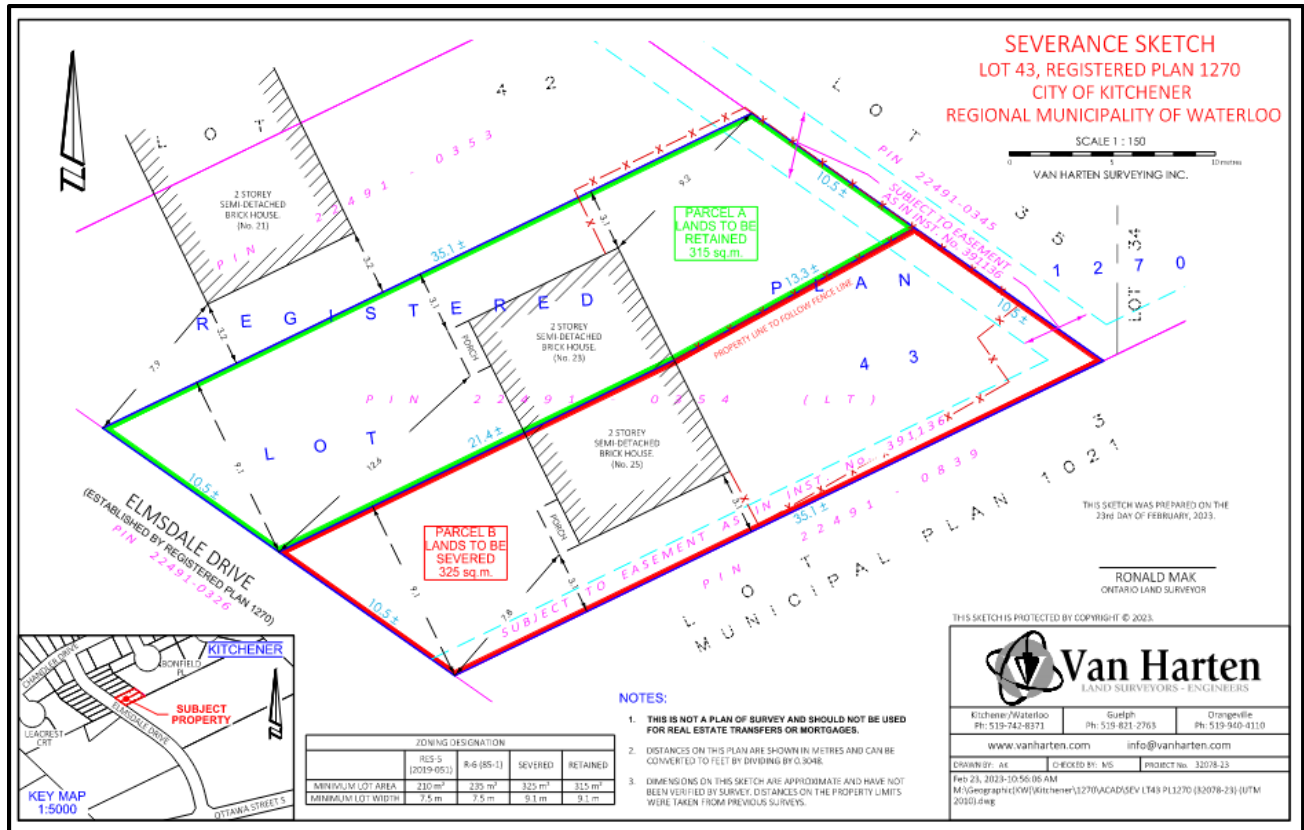 SEVERANCE SKETCH
LOT 43, REGISTERED PLAN 1270
CITY OF KITCHENER
REGIONAL MUNICIPALITY OF WATERLOO
SCALE 1 : 150
0 5 10 metres
VAN HARTEN SURVEYING INC.
LOT 42
PIN 22491 - 0353
2 STOREY
SEMI-DETACHED
BRICK HOUSE.
(No. 21)
3.2
3.2
7.9
35.1 ±
3.1
3.1
9.2
10.5 ±
LOT 35
PIN 22491-0345
SUBJECT TO EASEMENT
AS IN INST. No. 391136
LOT 34
1270
PARCEL A
LANDS TO BE
RETAINED
315 sq.m.
13.3 ±
PROPERTY LINE TO FOLLOW FENCE LINE
REGISTERED PLAN
LOT 43
10.5 ±
PORCH
2 STOREY
SEMI-DETACHED
BRICK HOUSE.
(No. 23)
PIN 22491 0354 (LT)
9.1
12.6
21.4 ±
10.5 ±
2 STOREY
SEMI-DETACHED
BRICK HOUSE.
(No. 25)
PORCH
3.1
3.1
ELMSDALE DRIVE
(ESTABLISHED BY REGISTERED PLAN 1270)
PIN 22491-0326
PARCEL B
LANDS TO BE
SEVERED
325 sq.m.
9.1
7.8
10.5 ±
SUBJECT TO EASEMENT AS IN INST. No. 391136
35.1 ±
PIN 22491 - 0839
LOT 3
MUNICIPAL PLAN 1021
THIS SKETCH WAS PREPARED ON THE
23rd DAY OF FEBRUARY, 2023.
RONALD MAK
ONTARIO LAND SURVEYOR
THIS SKETCH IS PROTECTED BY COPYRIGHT © 2023.
Van Harten
LAND SURVEYORS - ENGINEERS
Kitchener/Waterloo Guelph Orangeville
Ph: 519-742-8371 Ph: 519-821-2763 Ph: 519-940-4110
www.vanharten.com info@vanharten.com
DRAWN BY: AK CHECKED BY: MS PROJECT No. 32078-23
Feb 23, 2023-10:56:06 AM
M:\Geographic\KW\Kitchener\1270\ACAD\SEV LT43 PL1270 (32078-23) (UTM
2010).dwg
KITCHENER
CHANDLER DRIVE
BONFIELD
PL
ELMSDALE DRIVE
SUBJECT
PROPERTY
LEACREST
CRT
OTTAWA STREET S
KEY MAP
1:5000
ZONING DESIGNATION
RES-5 (2019-051) R-6 (85-1) SEVERED RETAINED
MINIMUM LOT AREA 210 m² 235 m² 325 m² 315 m²
MINIMUM LOT WIDTH 7.5 m 7.5 m 9.1 m 9.1 m
NOTES:
1. THIS IS NOT A PLAN OF SURVEY AND SHOULD NOT BE USED
FOR REAL ESTATE TRANSFERS OR MORTGAGES.
2. DISTANCES ON THIS PLAN ARE SHOWN IN METRES AND CAN BE
CONVERTED TO FEET BY DIVIDING BY 0.3048.
3. DIMENSIONS ON THIS SKETCH ARE APPROXIMATE AND HAVE NOT
BEEN VERIFIED BY SURVEY. DISTANCES ON THE PROPERTY LIMITS
WERE TAKEN FROM PREVIOUS SURVEYS.